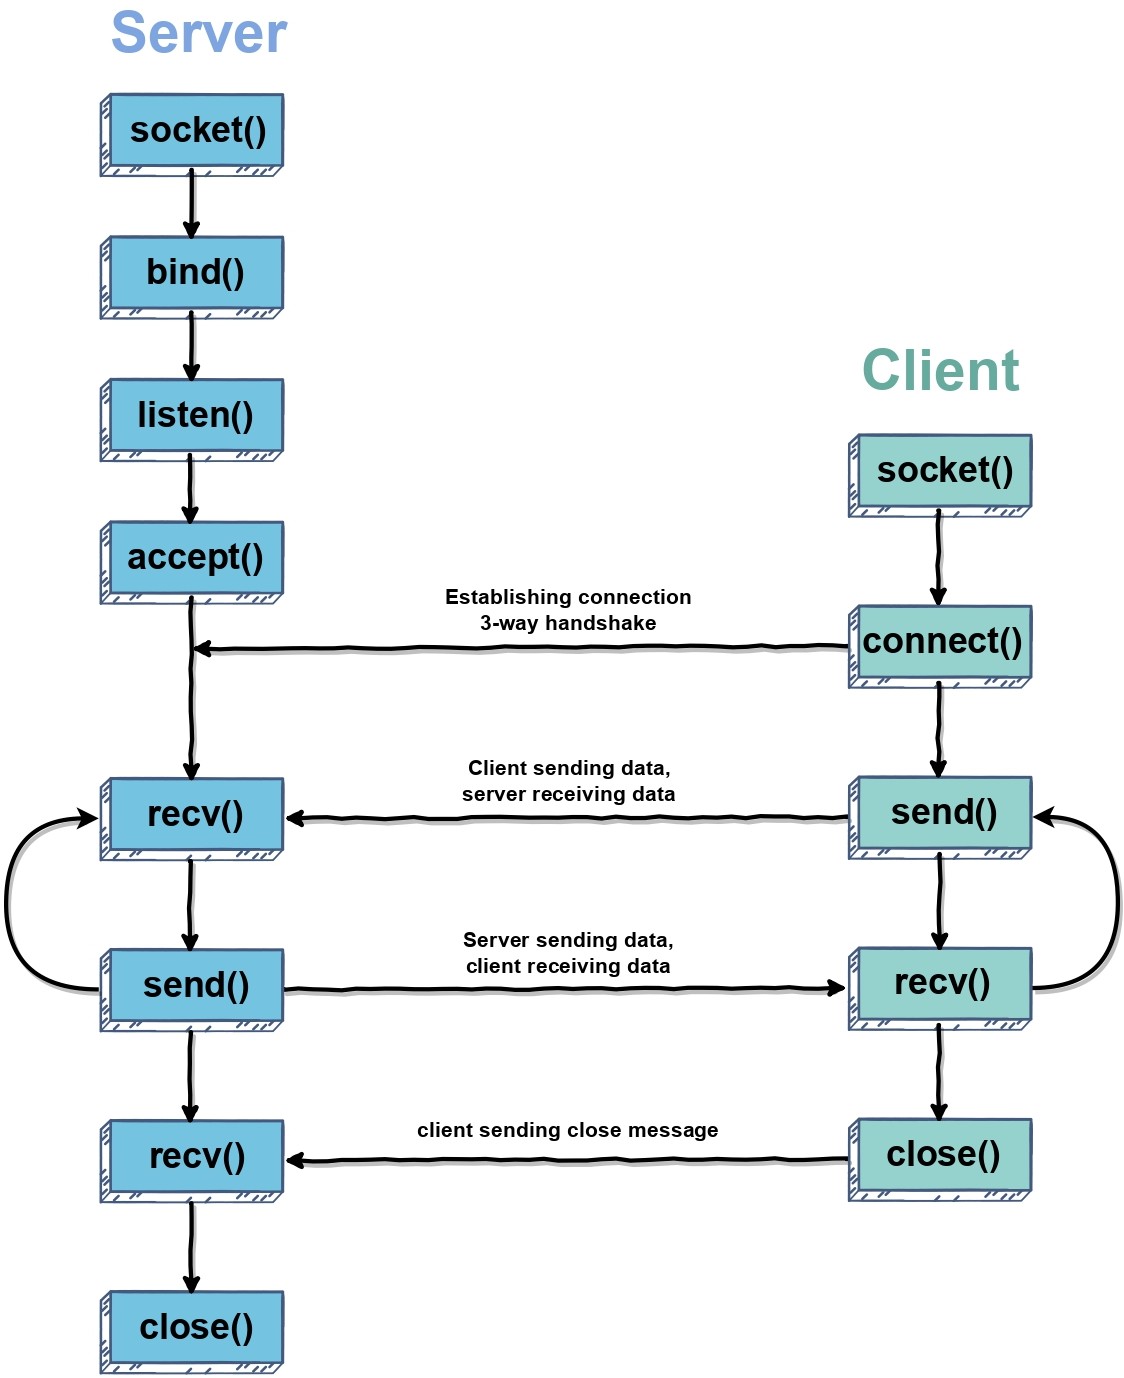 Server
socket()
bind()
listen()
accept()
Client
socket()
connect()
Establishing connection
3-way handshake
recv()
Client sending data,
server receiving data
send()
send()
Server sending data,
client receiving data
recv()
recv()
client sending close message
close()
close()